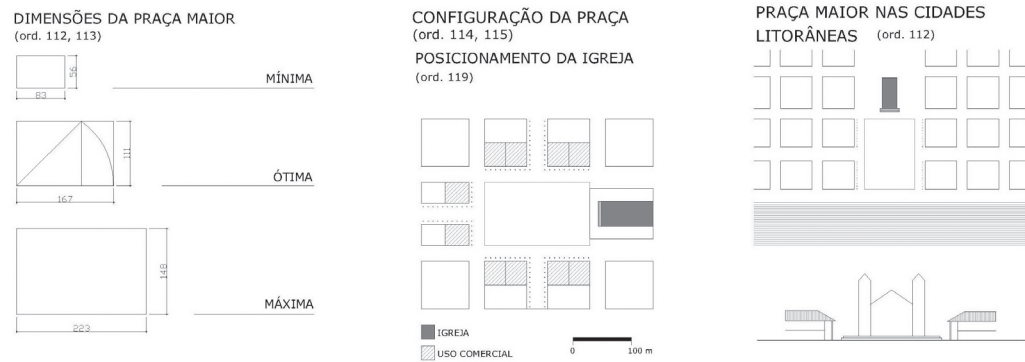 DIMENSÕES DA PRAÇA MAIOR
(ord. 112, 113)
56
83
MÍNIMA
111
167
ÓTIMA
148
223
MÁXIMA
CONFIGURAÇÃO DA PRAÇA
(ord. 114, 115)
POSICIONAMENTO DA IGREJA
(ord. 119)
IGREJA
USO COMERCIAL
0 100 m
PRAÇA MAIOR NAS CIDADES
LITORÂNEAS (ord. 112)